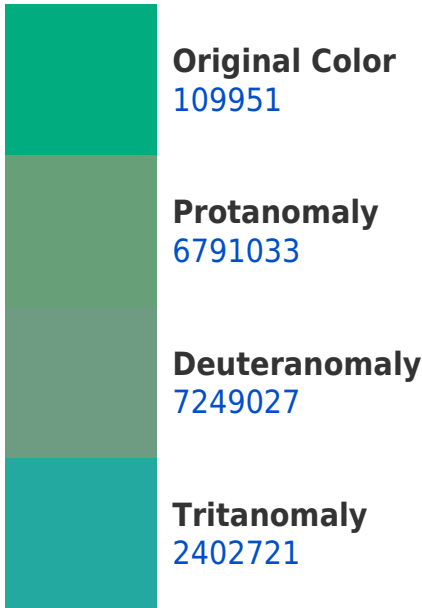 Original Color
109951
Protanomaly
6791033
Deuteranomaly
7249027
Tritanomaly
2402721